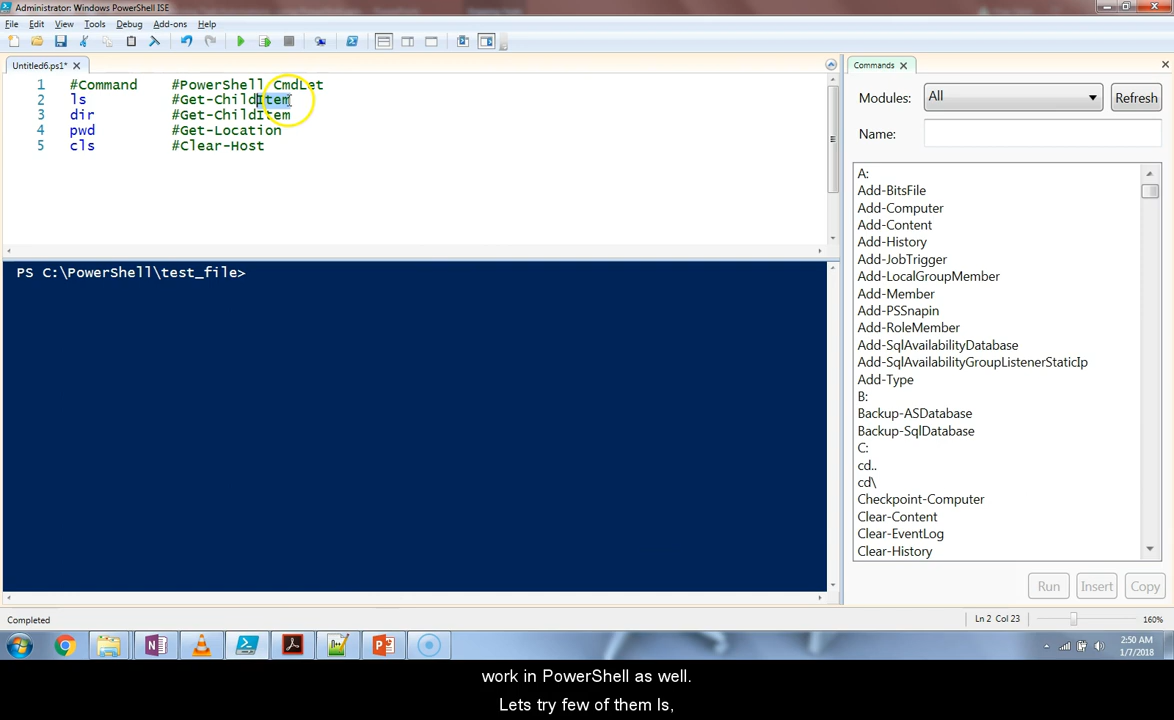 Administrator: Windows PowerShell ISE
File Edit View Tools Debug Add-ons Help
Untitled6.ps1*
1 #Command #PowerShell CmdLet
2 ls #Get-ChildItem
3 dir #Get-ChildItem
4 pwd #Get-Location
5 cls #Clear-Host
PS C:\PowerShell\test_file>
Commands
Modules: All Refresh
Name:
A:
Add-BitsFile
Add-Computer
Add-Content
Add-History
Add-JobTrigger
Add-LocalGroupMember
Add-Member
Add-PSSnapin
Add-RoleMember
Add-SqlAvailabilityDatabase
Add-SqlAvailabilityGroupListenerStaticIp
Add-Type
B:
Backup-ASDatabase
Backup-SqlDatabase
C:
cd..
cd\
Checkpoint-Computer
Clear-Content
Clear-EventLog
Clear-History
Run Insert Copy
Completed
Ln 2 Col 23
160%
2:50 AM
1/7/2018
work in PowerShell as well.
Lets try few of them ls,